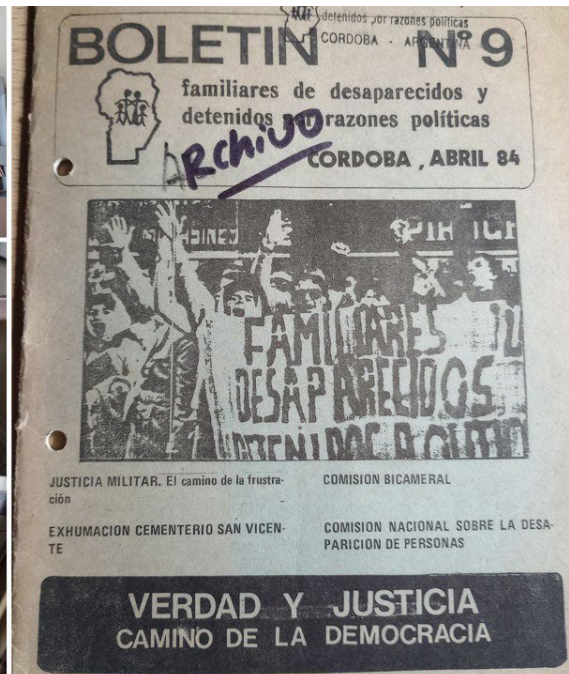 detenidos por razones políticas
CORDOBA - ARGENTINA
BOLETIN Nº 9
familiares de desaparecidos y
detenidos por razones políticas
ARchivo
CORDOBA , ABRIL 84
FAMILIARES
DESAPARECIDOS
JUSTICIA MILITAR. El camino de la frustra-
ción
EXHUMACION CEMENTERIO SAN VICEN-
TE
COMISION BICAMERAL
COMISION NACIONAL SOBRE LA DESA-
PARICION DE PERSONAS
VERDAD Y JUSTICIA
CAMINO DE LA DEMOCRACIA